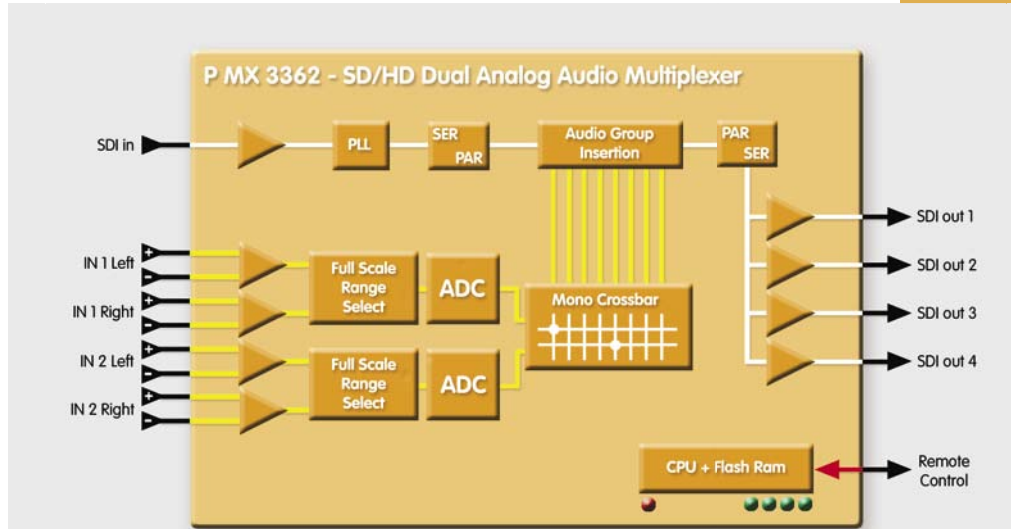 P MX 3362 - SD/HD Dual Analog Audio Multiplexer
SDI in
PLL
SER
PAR
Audio Group
Insertion
PAR
SER
SDI out 1
SDI out 2
SDI out 3
SDI out 4
+
IN 1 Left
-
+
IN 1 Right
-
+
IN 2 Left
-
+
IN 2 Right
-
Full Scale
Range
Select
ADC
Full Scale
Range
Select
ADC
Mono Crossbar
CPU + Flash Ram
Remote
Control